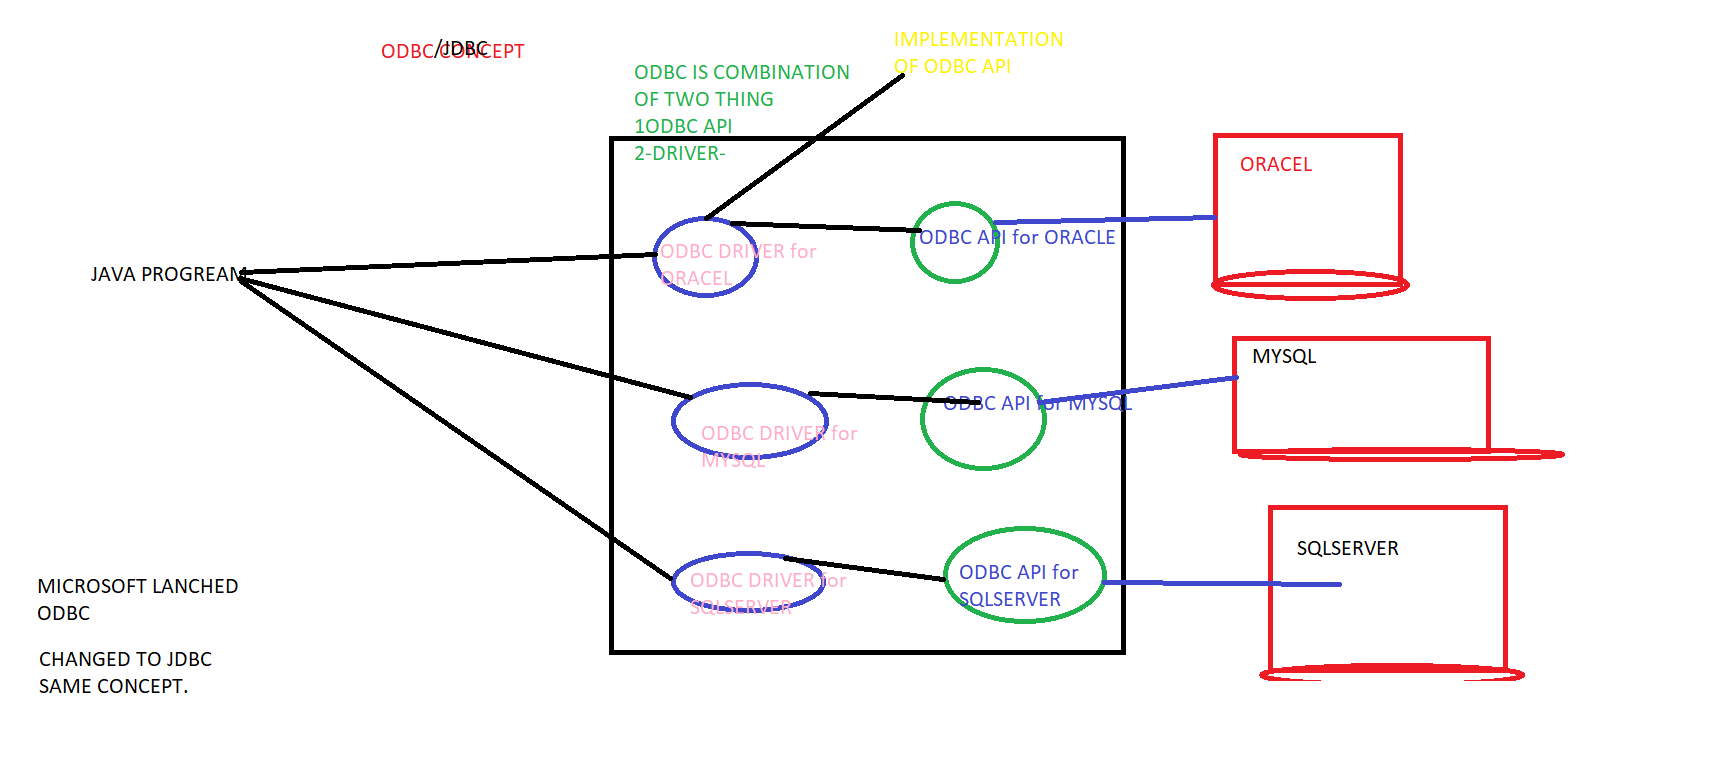 ODBC/JDBC CONCEPT
IMPLEMENTATION
OF ODBC API
ODBC IS COMBINATION
OF TWO THING
1ODBC API
2-DRIVER-
ORACEL
ODBC DRIVER for
ORACEL
ODBC API for ORACLE
JAVA PROGREAM
MYSQL
ODBC DRIVER for
MYSQL
ODBC API for MYSQL
SQLSERVER
ODBC DRIVER for
SQLSERVER
ODBC API for
SQLSERVER
MICROSOFT LANCHED
ODBC
CHANGED TO JDBC
SAME CONCEPT.